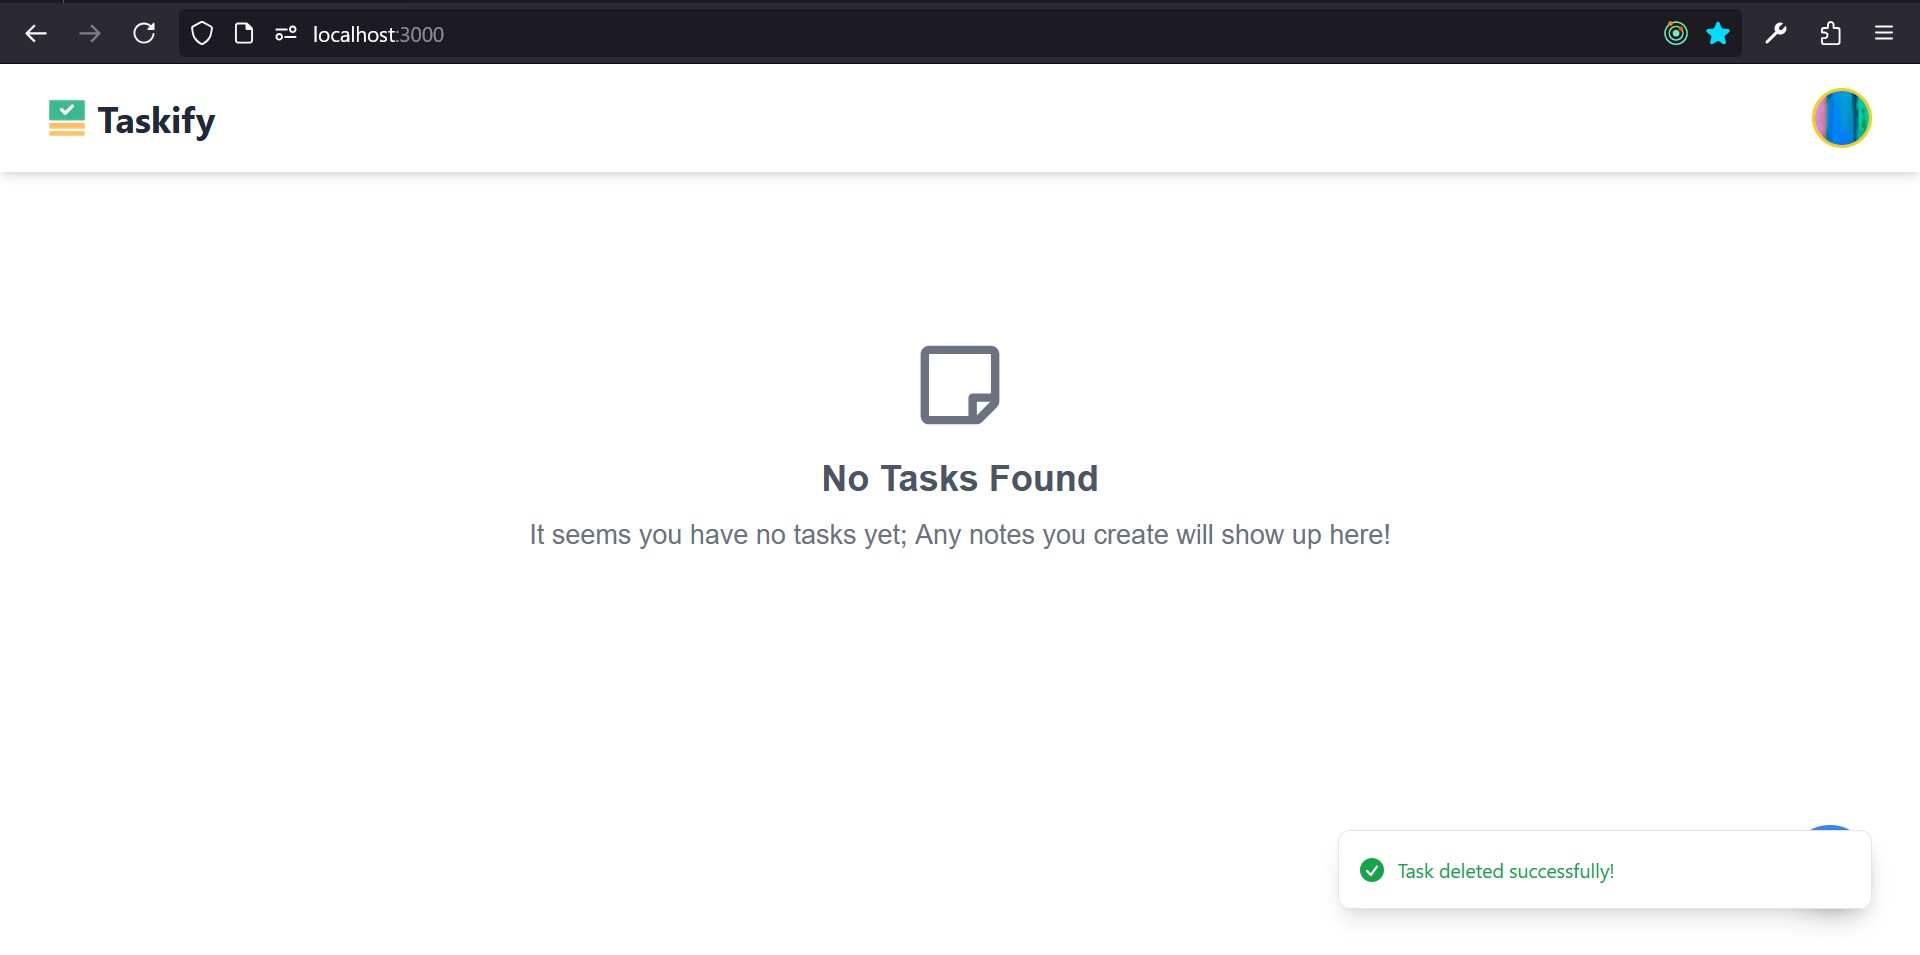 localhost:3000
Taskify
No Tasks Found
It seems you have no tasks yet; Any notes you create will show up here!
Task deleted successfully!